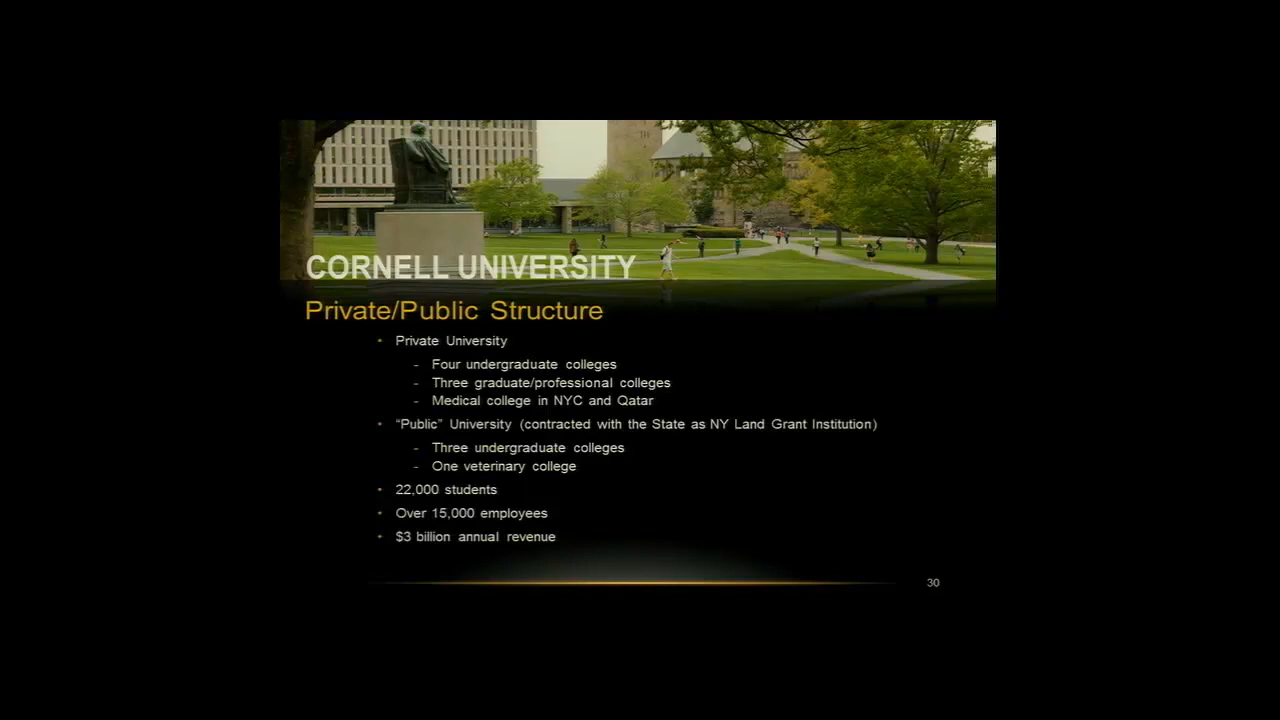 CORNELL UNIVERSITY
Private/Public Structure
• Private University
- Four undergraduate colleges
- Three graduate/professional colleges
- Medical college in NYC and Qatar
• “Public” University (contracted with the State as NY Land Grant Institution)
- Three undergraduate colleges
- One veterinary college
• 22,000 students
• Over 15,000 employees
• $3 billion annual revenue
30